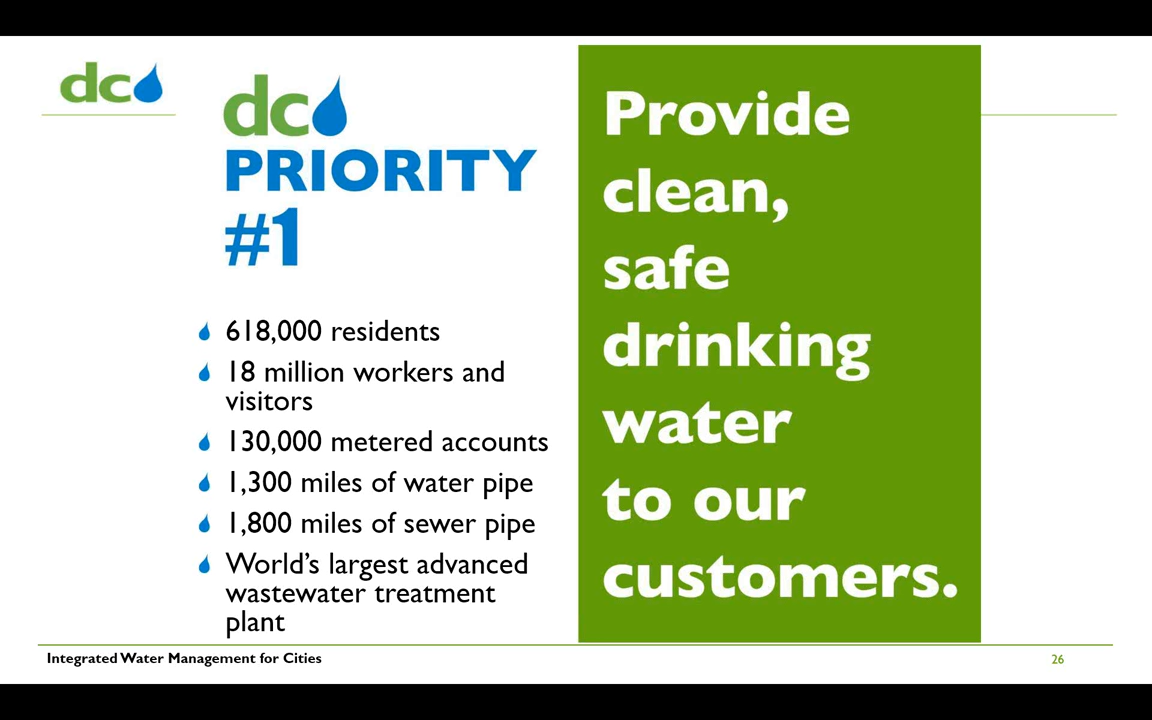 dc
dc
PRIORITY
#1
618,000 residents
18 million workers and
visitors
130,000 metered accounts
1,300 miles of water pipe
1,800 miles of sewer pipe
World’s largest advanced
wastewater treatment
plant
Provide
clean,
safe
drinking
water
to our
customers.
Integrated Water Management for Cities
26